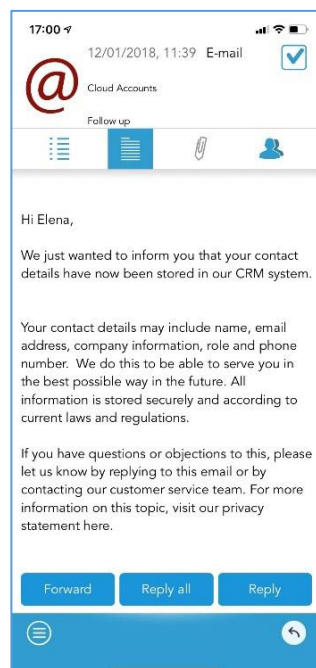 17:00
12/01/2018, 11:39 E-mail
@
Cloud Accounts
Follow up
Hi Elena,
We just wanted to inform you that your contact
details have now been stored in our CRM system.
Your contact details may include name, email
address, company information, role and phone
number. We do this to be able to serve you in
the best possible way in the future. All
information is stored securely and according to
current laws and regulations.
If you have questions or objections to this, please
let us know by replying to this email or by
contacting our customer service team. For more
information on this topic, visit our privacy
statement here.
Forward Reply all Reply